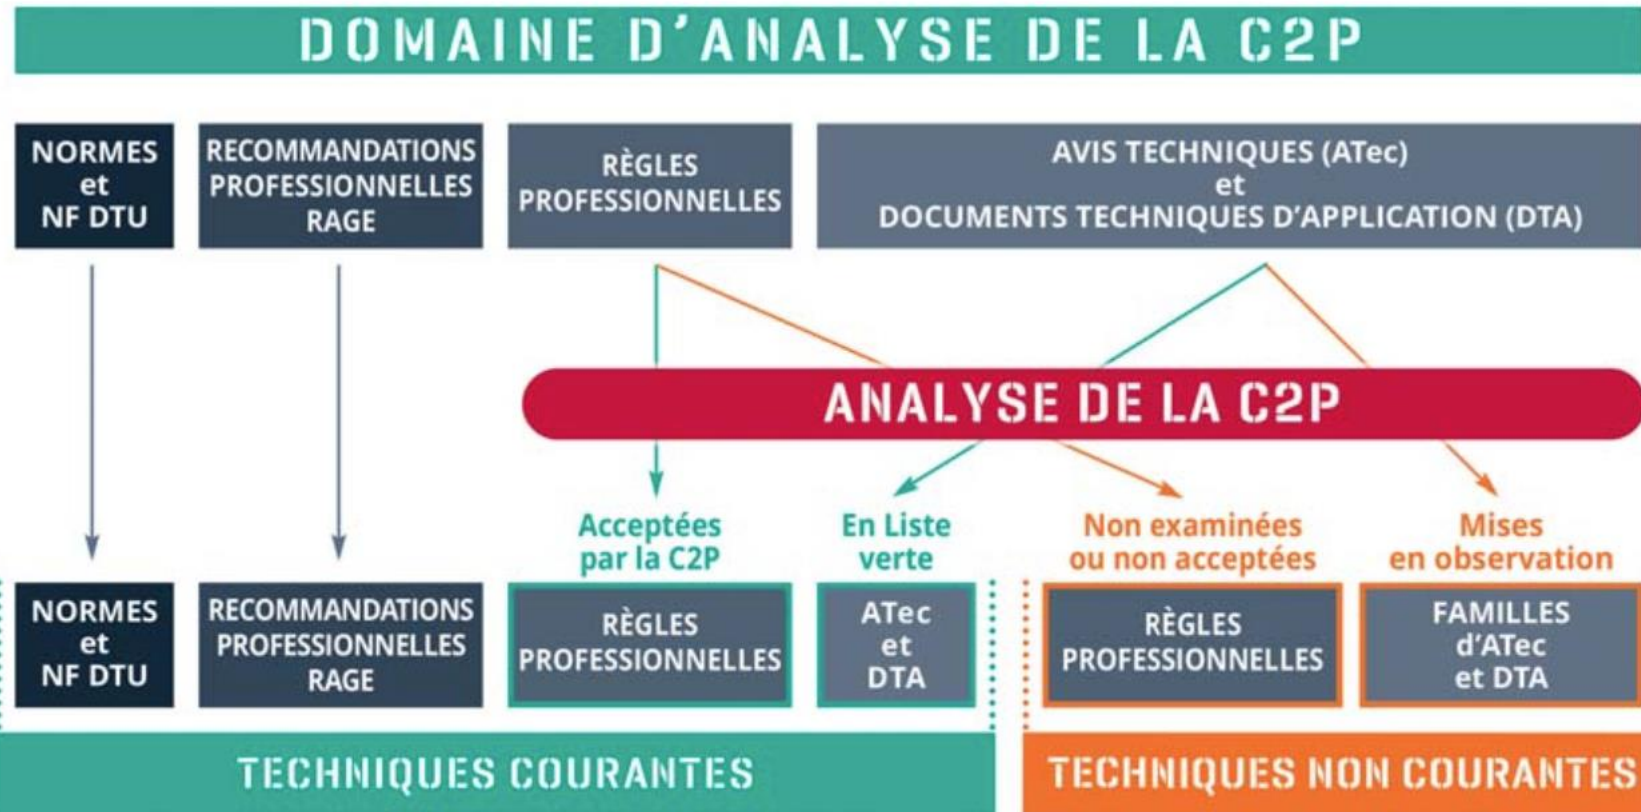 DOMAINE D'ANALYSE DE LA C2P
NORMES
et
NF DTU
RECOMMANDATIONS
PROFESSIONNELLES
RAGE
RÈGLES
PROFESSIONNELLES
AVIS TECHNIQUES (ATec)
et
DOCUMENTS TECHNIQUES D'APPLICATION (DTA)
ANALYSE DE LA C2P
Acceptées
par la C2P
En Liste
verte
Non examinées
ou non acceptées
Mises
en observation
NORMES
et
NF DTU
RECOMMANDATIONS
PROFESSIONNELLES
RAGE
RÈGLES
PROFESSIONNELLES
ATec
et
DTA
RÈGLES
PROFESSIONNELLES
FAMILLES
d'ATec
et DTA
TECHNIQUES COURANTES
TECHNIQUES NON COURANTES